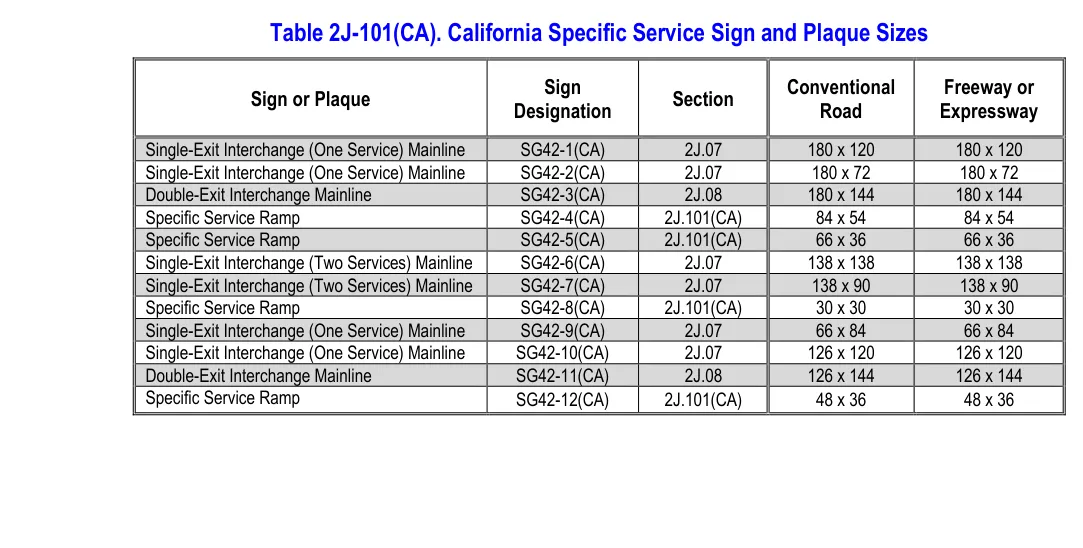 Table 2J-101(CA). California Specific Service Sign and Plaque Sizes
Sign or Plaque Sign Designation Section Conventional Road Freeway or Expressway
Single-Exit Interchange (One Service) Mainline SG42-1(CA) 2J.07 180 x 120 180 x 120
Single-Exit Interchange (One Service) Mainline SG42-2(CA) 2J.07 180 x 72 180 x 72
Double-Exit Interchange Mainline SG42-3(CA) 2J.08 180 x 144 180 x 144
Specific Service Ramp SG42-4(CA) 2J.101(CA) 84 x 54 84 x 54
Specific Service Ramp SG42-5(CA) 2J.101(CA) 66 x 36 66 x 36
Single-Exit Interchange (Two Services) Mainline SG42-6(CA) 2J.07 138 x 138 138 x 138
Single-Exit Interchange (Two Services) Mainline SG42-7(CA) 2J.07 138 x 90 138 x 90
Specific Service Ramp SG42-8(CA) 2J.101(CA) 30 x 30 30 x 30
Single-Exit Interchange (One Service) Mainline SG42-9(CA) 2J.07 66 x 84 66 x 84
Single-Exit Interchange (One Service) Mainline SG42-10(CA) 2J.07 126 x 120 126 x 120
Double-Exit Interchange Mainline SG42-11(CA) 2J.08 126 x 144 126 x 144
Specific Service Ramp SG42-12(CA) 2J.101(CA) 48 x 36 48 x 36